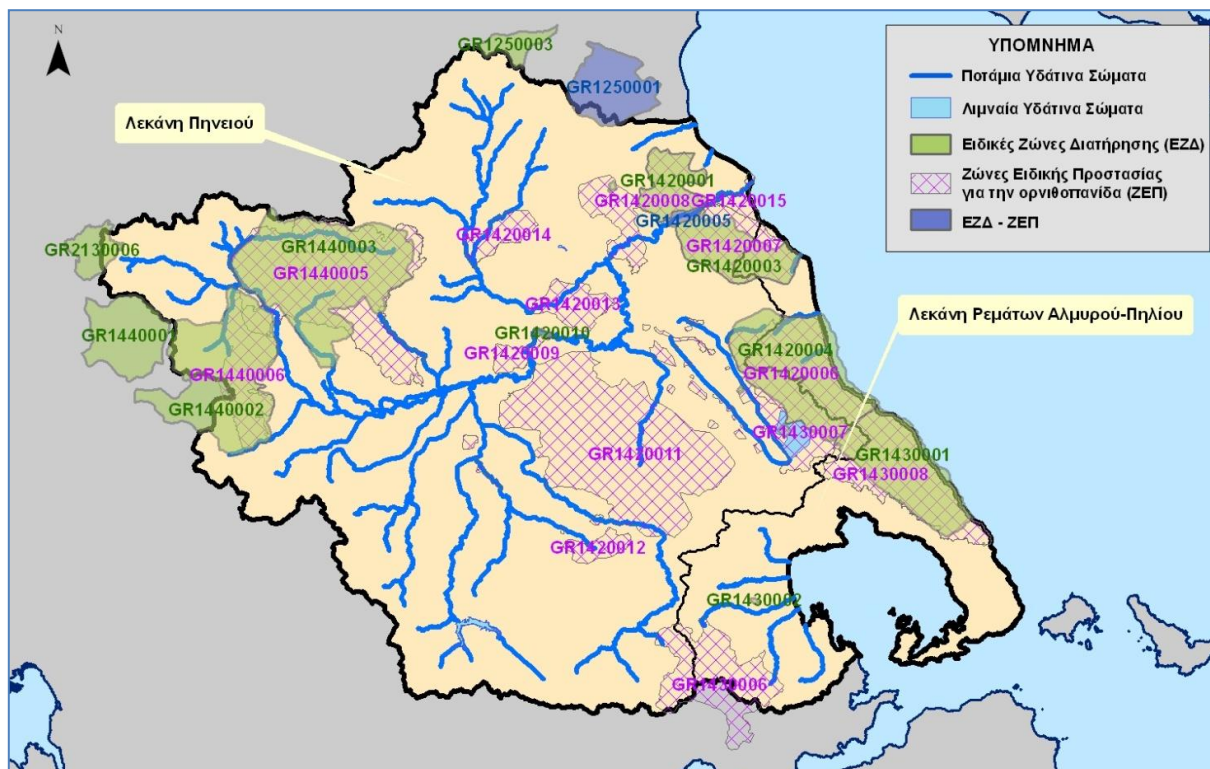 N
GR1250003
GR1250001
ΥΠΟΜΝΗΜΑ
Ποτάμια Υδάτινα Σώματα
Λιμναία Υδάτινα Σώματα
Ειδικές Ζώνες Διατήρησης (ΕΖΔ)
Ζώνες Ειδικής Προστασίας
για την ορνιθοπανίδα (ΖΕΠ)
ΕΖΔ - ΖΕΠ
Λεκάνη Πηνειού
GR1420001
GR1420008
GR1420015
GR1420005
GR1420014
GR2130006
GR1440003
GR1440005
GR1420007
GR1420003
GR1420013
GR1440001
GR1420010
GR1420009
Λεκάνη Ρεμάτων Αλμυρού-Πηλίου
GR1420004
GR1420006
GR1440006
GR1440002
GR1430007
GR1420011
GR1430001
GR1430008
GR1420012
GR1430002
GR1430006